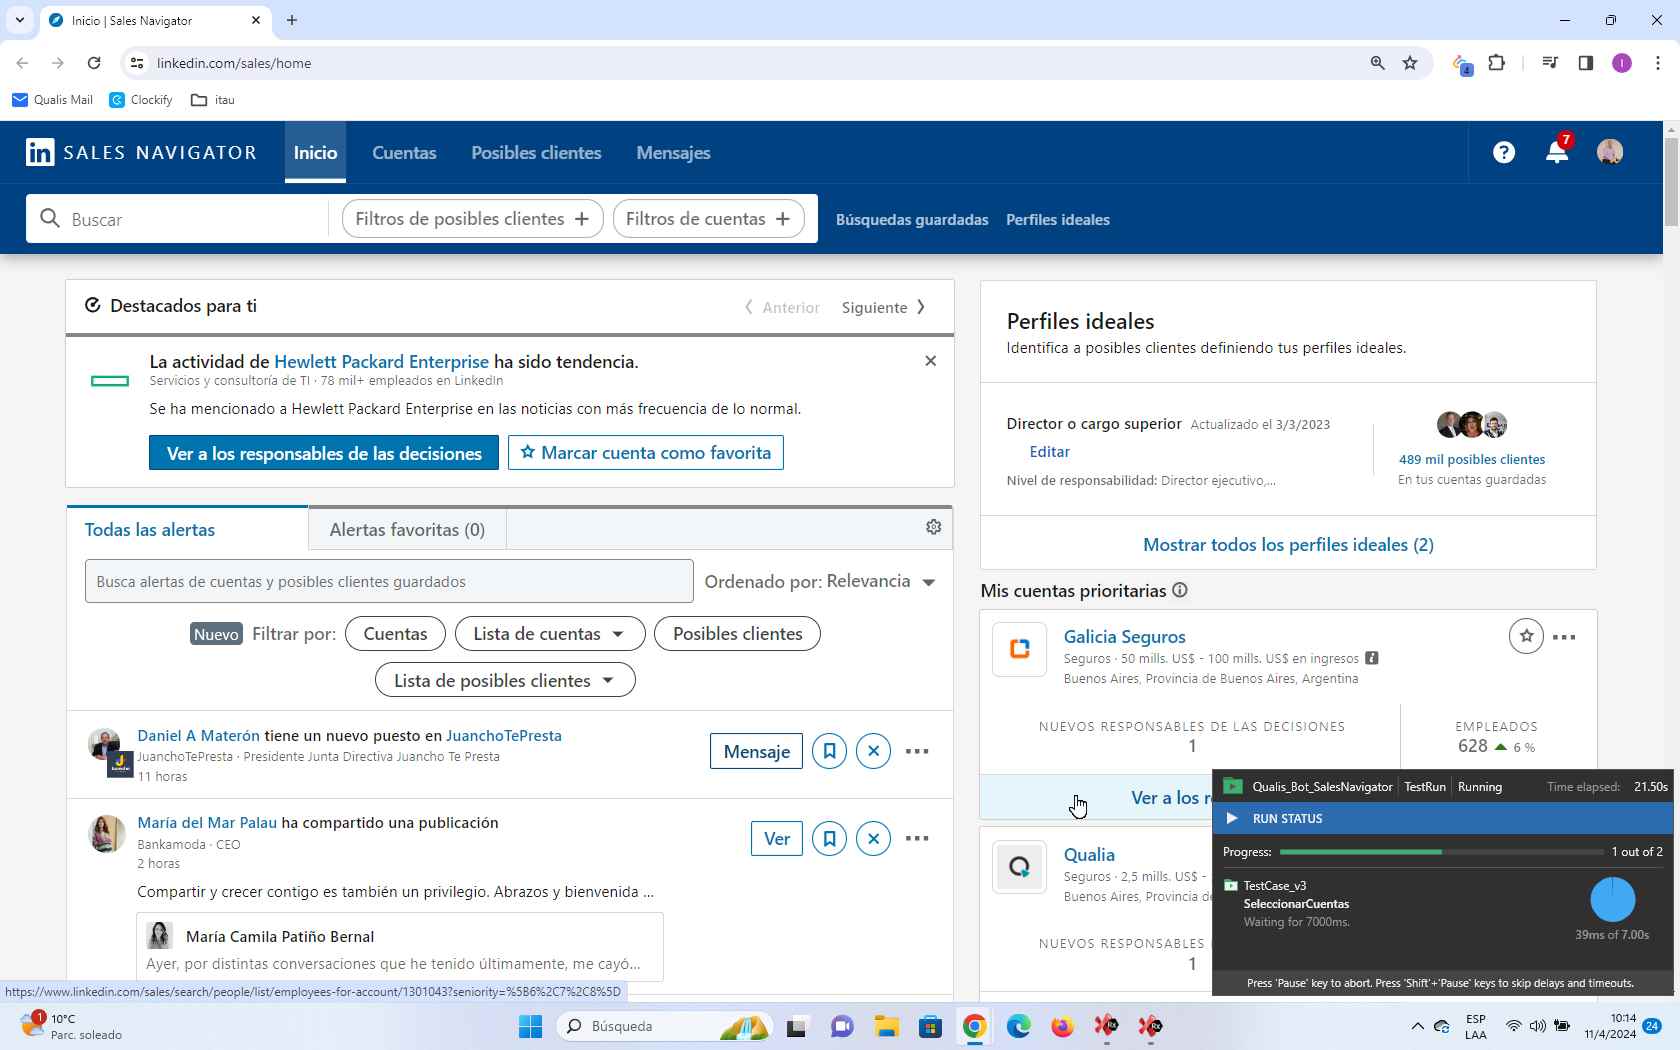 Inicio | Sales Navigator
linkedin.com/sales/home
4
I
Qualis Mail
Clockify
itau
in SALES NAVIGATOR
Inicio
Cuentas
Posibles clientes
Mensajes
?
7
Buscar
Filtros de posibles clientes +
Filtros de cuentas +
Búsquedas guardadas
Perfiles ideales
Destacados para ti
Anterior
Siguiente
La actividad de Hewlett Packard Enterprise ha sido tendencia.
Servicios y consultoría de TI · 78 mil+ empleados en LinkedIn
Se ha mencionado a Hewlett Packard Enterprise en las noticias con más frecuencia de lo normal.
Ver a los responsables de las decisiones
Marcar cuenta como favorita
Todas las alertas
Alertas favoritas (0)
Busca alertas de cuentas y posibles clientes guardados
Ordenado por: Relevancia
Nuevo Filtrar por:
Cuentas
Lista de cuentas
Posibles clientes
Lista de posibles clientes
Daniel A Materón tiene un nuevo puesto en JuanchoTePresta
JuanchoTePresta · Presidente Junta Directiva Juancho Te Presta
11 horas
Mensaje
María del Mar Palau ha compartido una publicación
Bankamoda · CEO
2 horas
Ver
Compartir y crecer contigo es también un privilegio. Abrazos y bienvenida ...
María Camila Patiño Bernal
Ayer, por distintas conversaciones que he tenido últimamente, me cayó...
https://www.linkedin.com/sales/search/people/list/employees-for-account/1301043?seniority=%5B6%2C7%2C8%5D
Perfiles ideales
Identifica a posibles clientes definiendo tus perfiles ideales.
Director o cargo superior Actualizado el 3/3/2023
Editar
Nivel de responsabilidad: Director ejecutivo,...
489 mil posibles clientes
En tus cuentas guardadas
Mostrar todos los perfiles ideales (2)
Mis cuentas prioritarias
Galicia Seguros
Seguros · 50 mills. US$ - 100 mills. US$ en ingresos
Buenos Aires, Provincia de Buenos Aires, Argentina
NUEVOS RESPONSABLES DE LAS DECISIONES
1
EMPLEADOS
628 6 %
Ver a los r
Qualia
Seguros · 2,5 mills. US$ -
Buenos Aires, Provincia d
NUEVOS RESPONSABLES
1
Qualis_Bot_SalesNavigator
TestRun
Running
Time elapsed: 21.50s
RUN STATUS
Progress:
1 out of 2
TestCase_v3
SeleccionarCuentas
Waiting for 7000ms.
39ms of 7.00s
Press 'Pause' key to abort. Press 'Shift'+'Pause' keys to skip delays and timeouts.
1
10°C
Parc. soleado
Búsqueda
ESP
LAA
10:14
11/4/2024
24